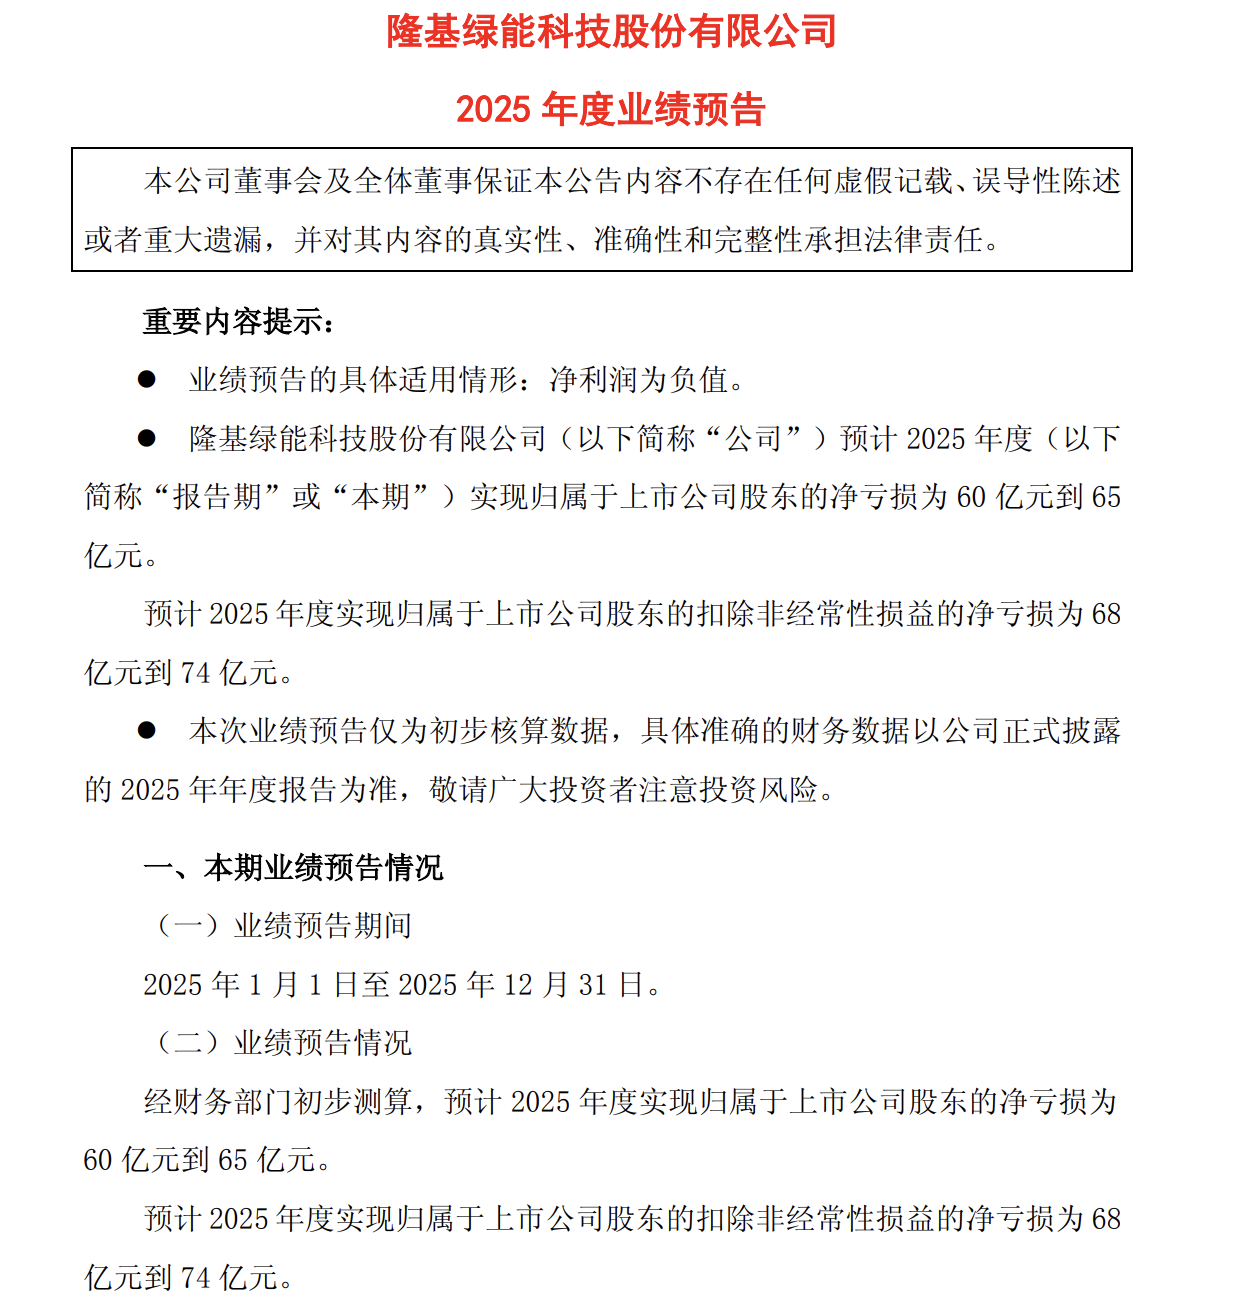 隆基绿能科技股份有限公司
2025 年度业绩预告
本公司董事会及全体董事保证本公告内容不存在任何虚假记载、误导性陈述
或者重大遗漏，并对其内容的真实性、准确性和完整性承担法律责任。
重要内容提示：
● 业绩预告的具体适用情形：净利润为负值。
● 隆基绿能科技股份有限公司（以下简称“公司”）预计 2025 年度（以下
简称“报告期”或“本期”）实现归属于上市公司股东的净亏损为 60 亿元到 65
亿元。
预计 2025 年度实现归属于上市公司股东的扣除非经常性损益的净亏损为 68
亿元到 74 亿元。
● 本次业绩预告仅为初步核算数据，具体准确的财务数据以公司正式披露
的 2025 年年度报告为准，敬请广大投资者注意投资风险。
一、本期业绩预告情况
（一）业绩预告期间
2025 年 1 月 1 日至 2025 年 12 月 31 日。
（二）业绩预告情况
经财务部门初步测算，预计 2025 年度实现归属于上市公司股东的净亏损为
60 亿元到 65 亿元。
预计 2025 年度实现归属于上市公司股东的扣除非经常性损益的净亏损为 68
亿元到 74 亿元。